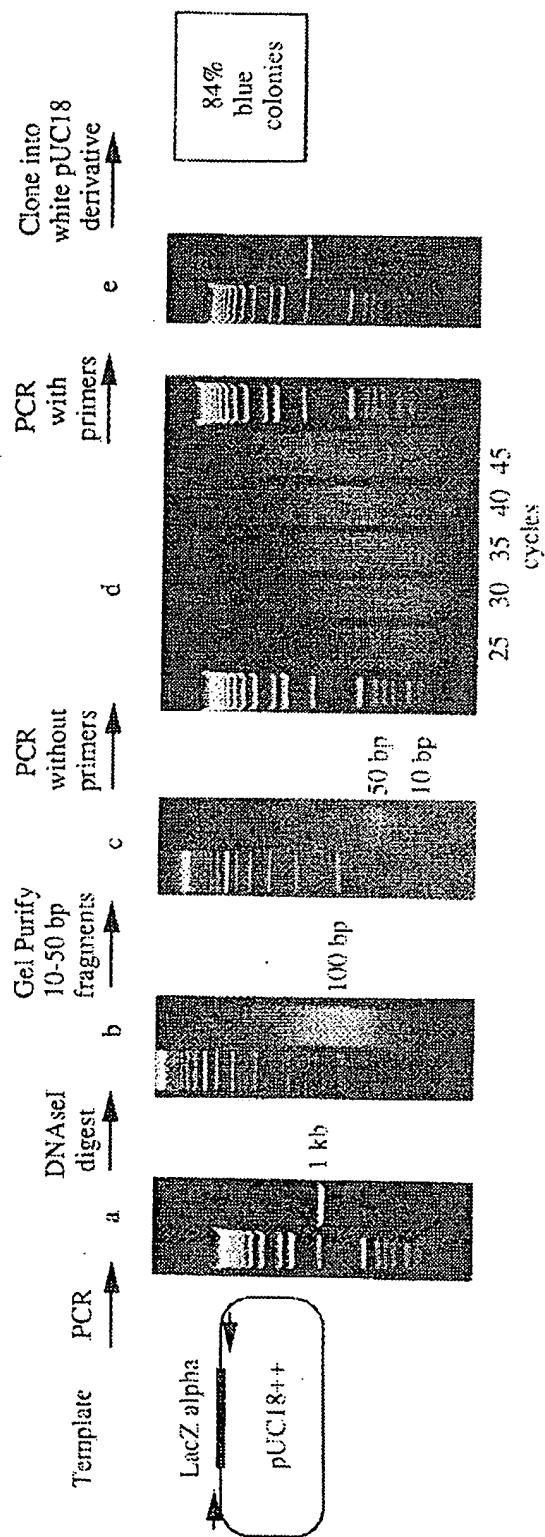 Template
PCR
a
DNAseI
digest
b
Gel Purify
10-50 bp
fragments
c
PCR
without
primers
d
PCR
with
primers
e
Clone into
white pUC18
derivative
LacZ alpha
pUC18++
1 kb
100 bp
50 bp
10 bp
25 30 35 40 45
cycles
84%
blue
colonies